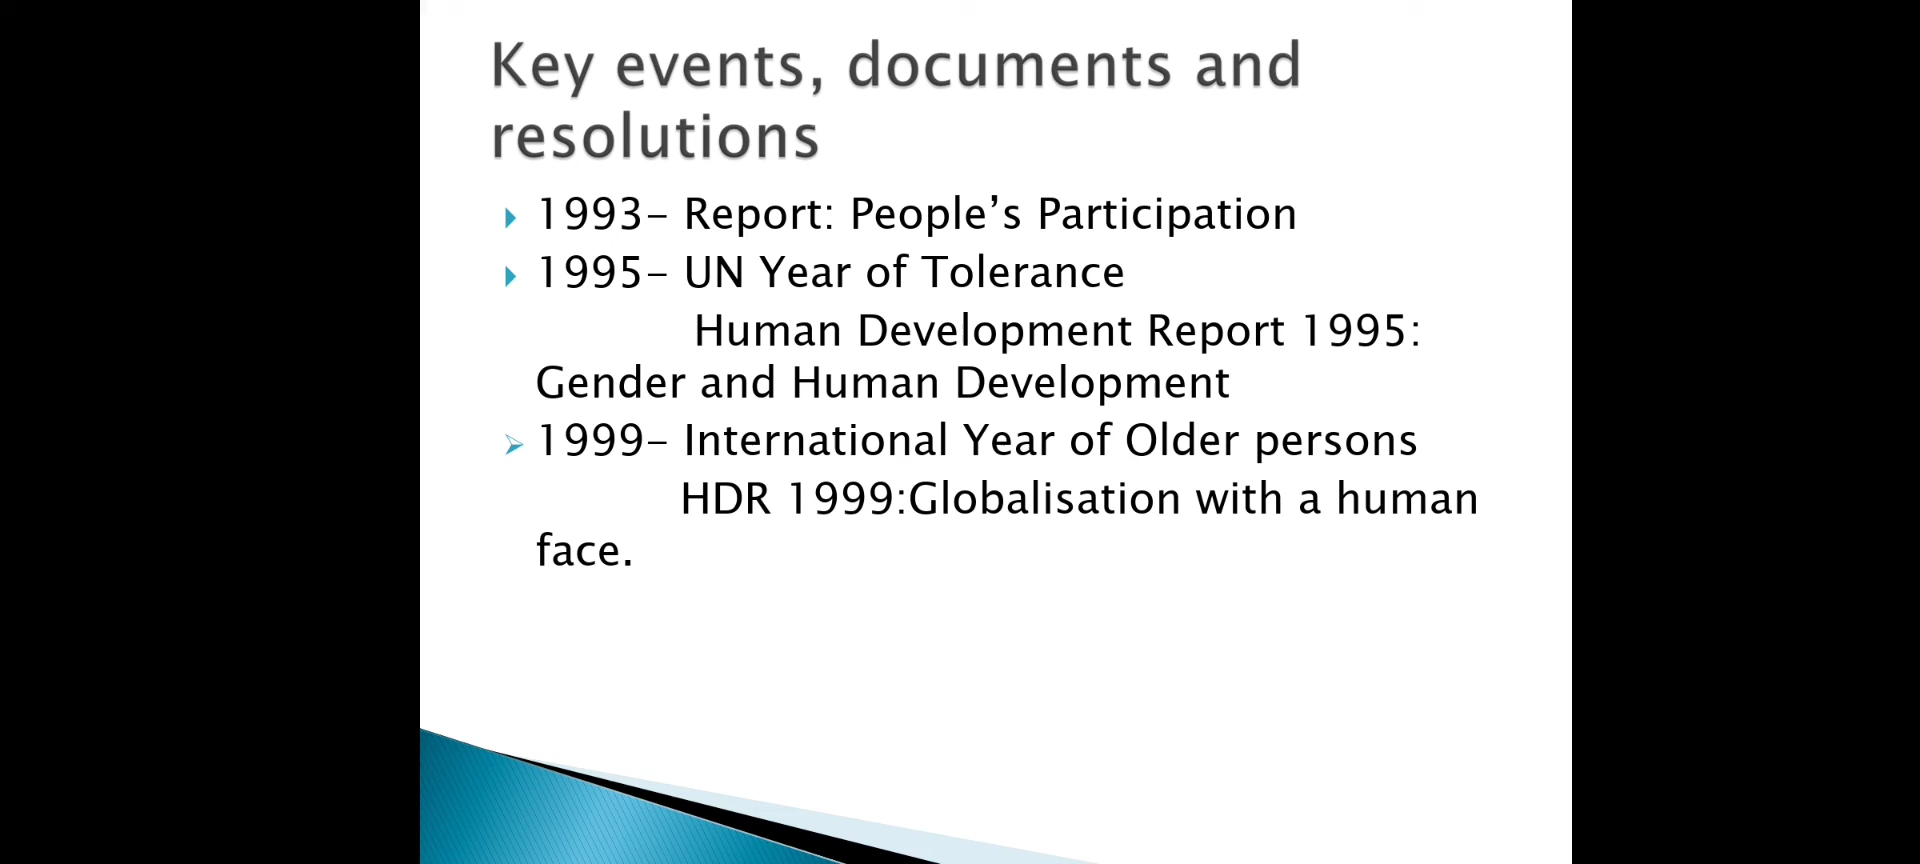 Key events, documents and
resolutions
1993- Report: People’s Participation
1995- UN Year of Tolerance
Human Development Report 1995:
Gender and Human Development
1999- International Year of Older persons
HDR 1999:Globalisation with a human
face.